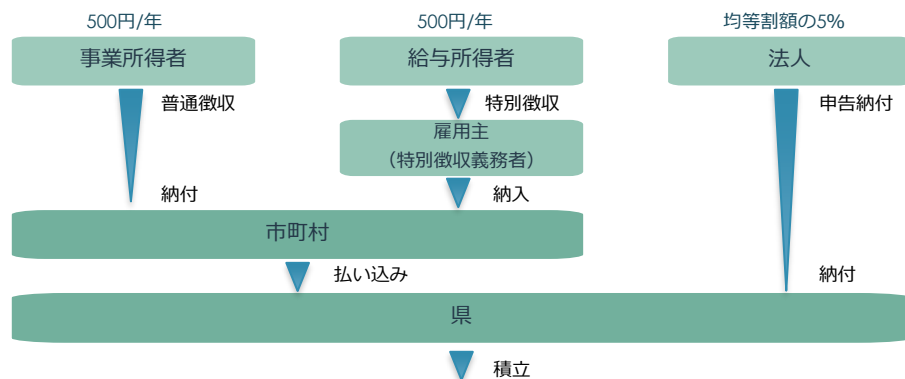 500円/年
500円/年
均等割額の5%
事業所得者
給与所得者
法人
普通徴収
特別徴収
申告納付
雇用主
（特別徴収義務者）
納付
納入
市町村
払い込み
納付
県
積立